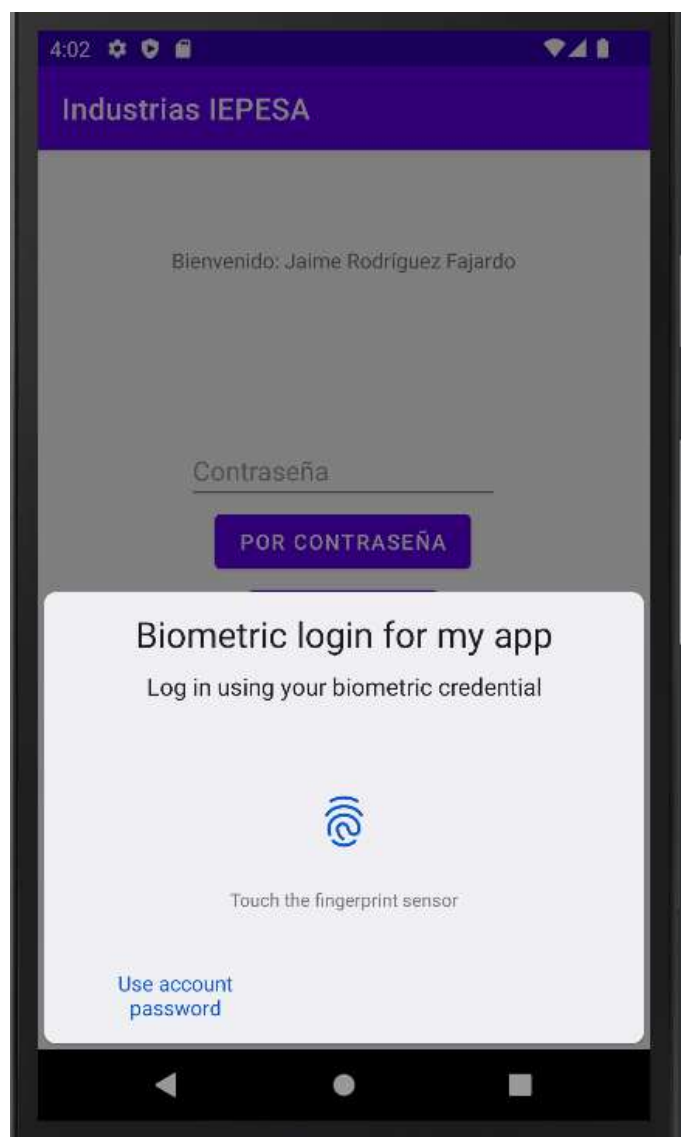 4:02
Industrias IEPESA
Bienvenido: Jaime Rodríguez Fajardo
Contraseña
POR CONTRASEÑA
Biometric login for my app
Log in using your biometric credential
Touch the fingerprint sensor
Use account
password